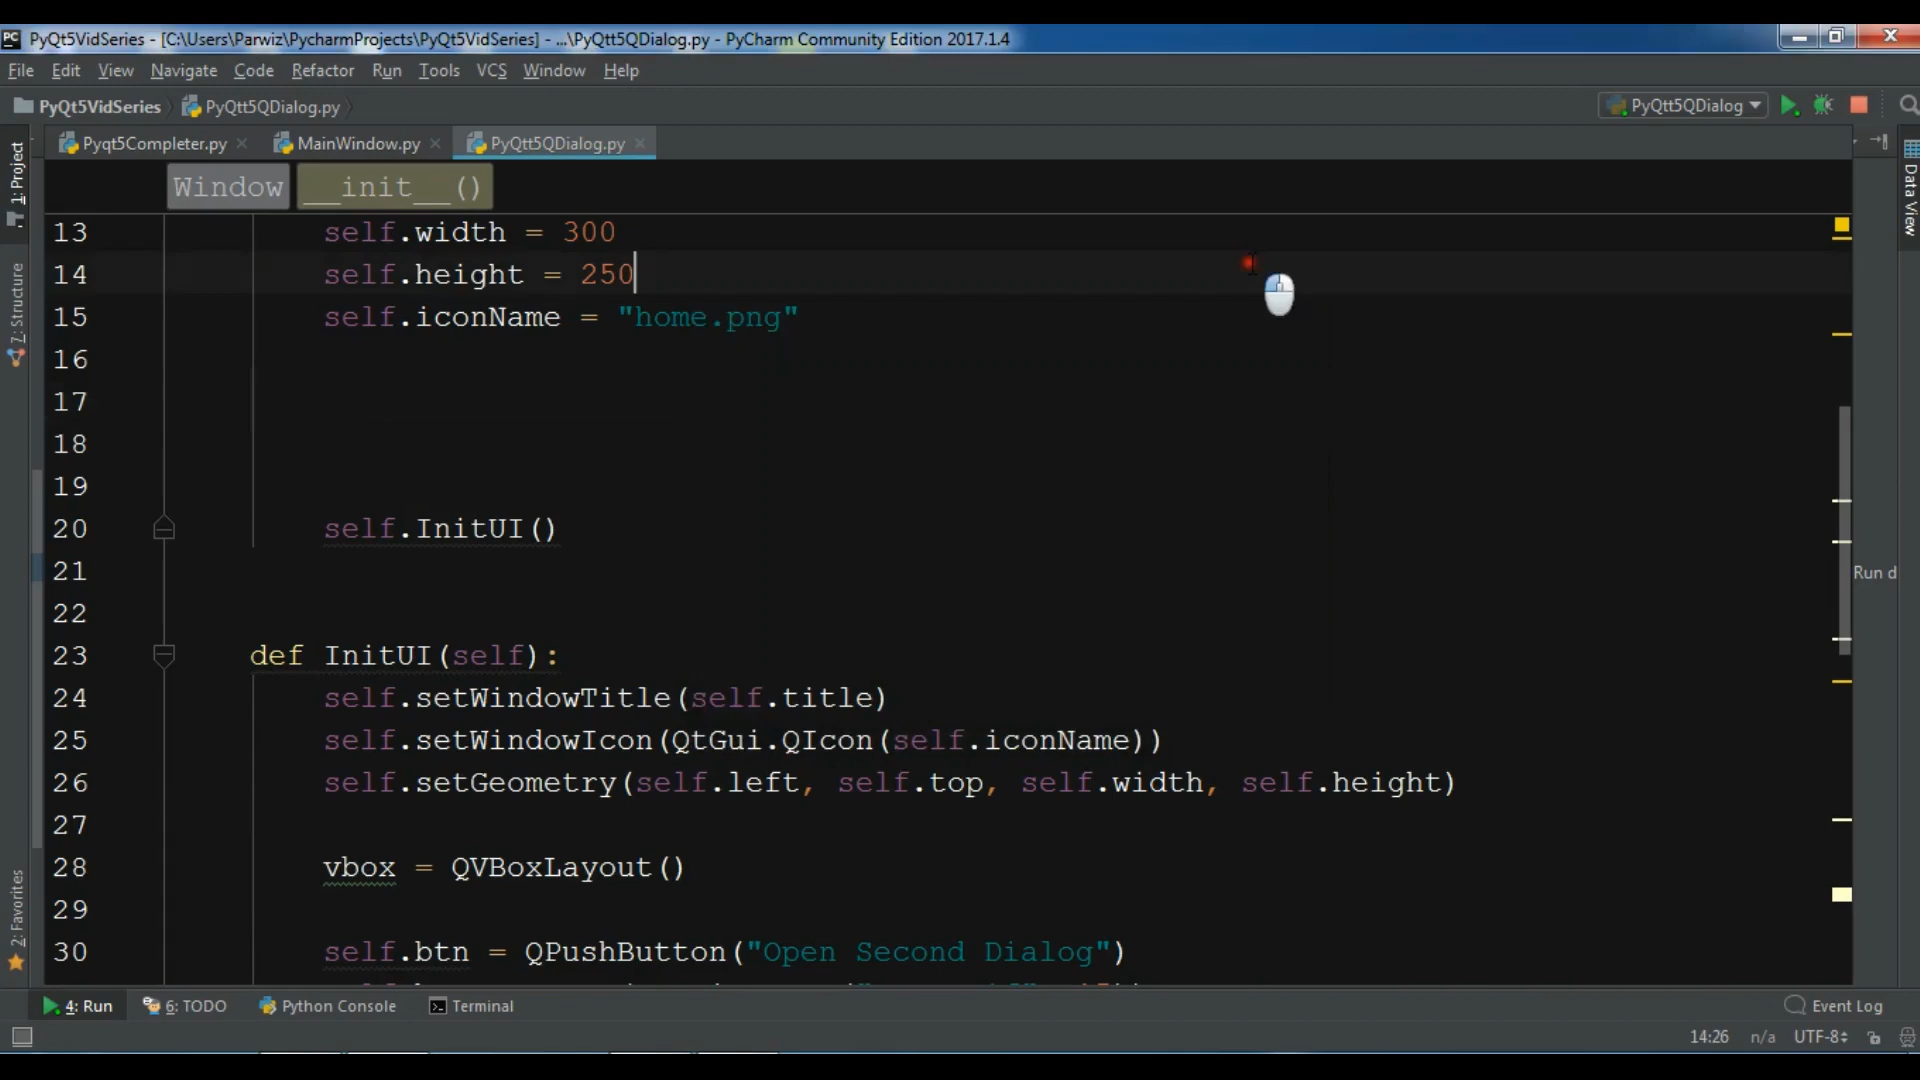 PyQt5VidSeries - [C:\Users\Parwiz\PycharmProjects\PyQt5VidSeries] - ...\PyQtt5QDialog.py - PyCharm Community Edition 2017.1.4
File Edit View Navigate Code Refactor Run Tools VCS Window Help
PyQt5VidSeries PyQtt5QDialog.py PyQtt5QDialog
Pyqt5Completer.py MainWindow.py PyQtt5QDialog.py
1: Project
7: Structure
2: Favorites
Data View
Window __init__()
13 self.width = 300
14 self.height = 250
15 self.iconName = "home.png"
16
17
18
19
20 self.InitUI()
21
22
23 def InitUI(self):
24 self.setWindowTitle(self.title)
25 self.setWindowIcon(QtGui.QIcon(self.iconName))
26 self.setGeometry(self.left, self.top, self.width, self.height)
27
28 vbox = QVBoxLayout()
29
30 self.btn = QPushButton("Open Second Dialog")
Run d
4: Run 6: TODO Python Console Terminal Event Log
14:26 n/a UTF-8